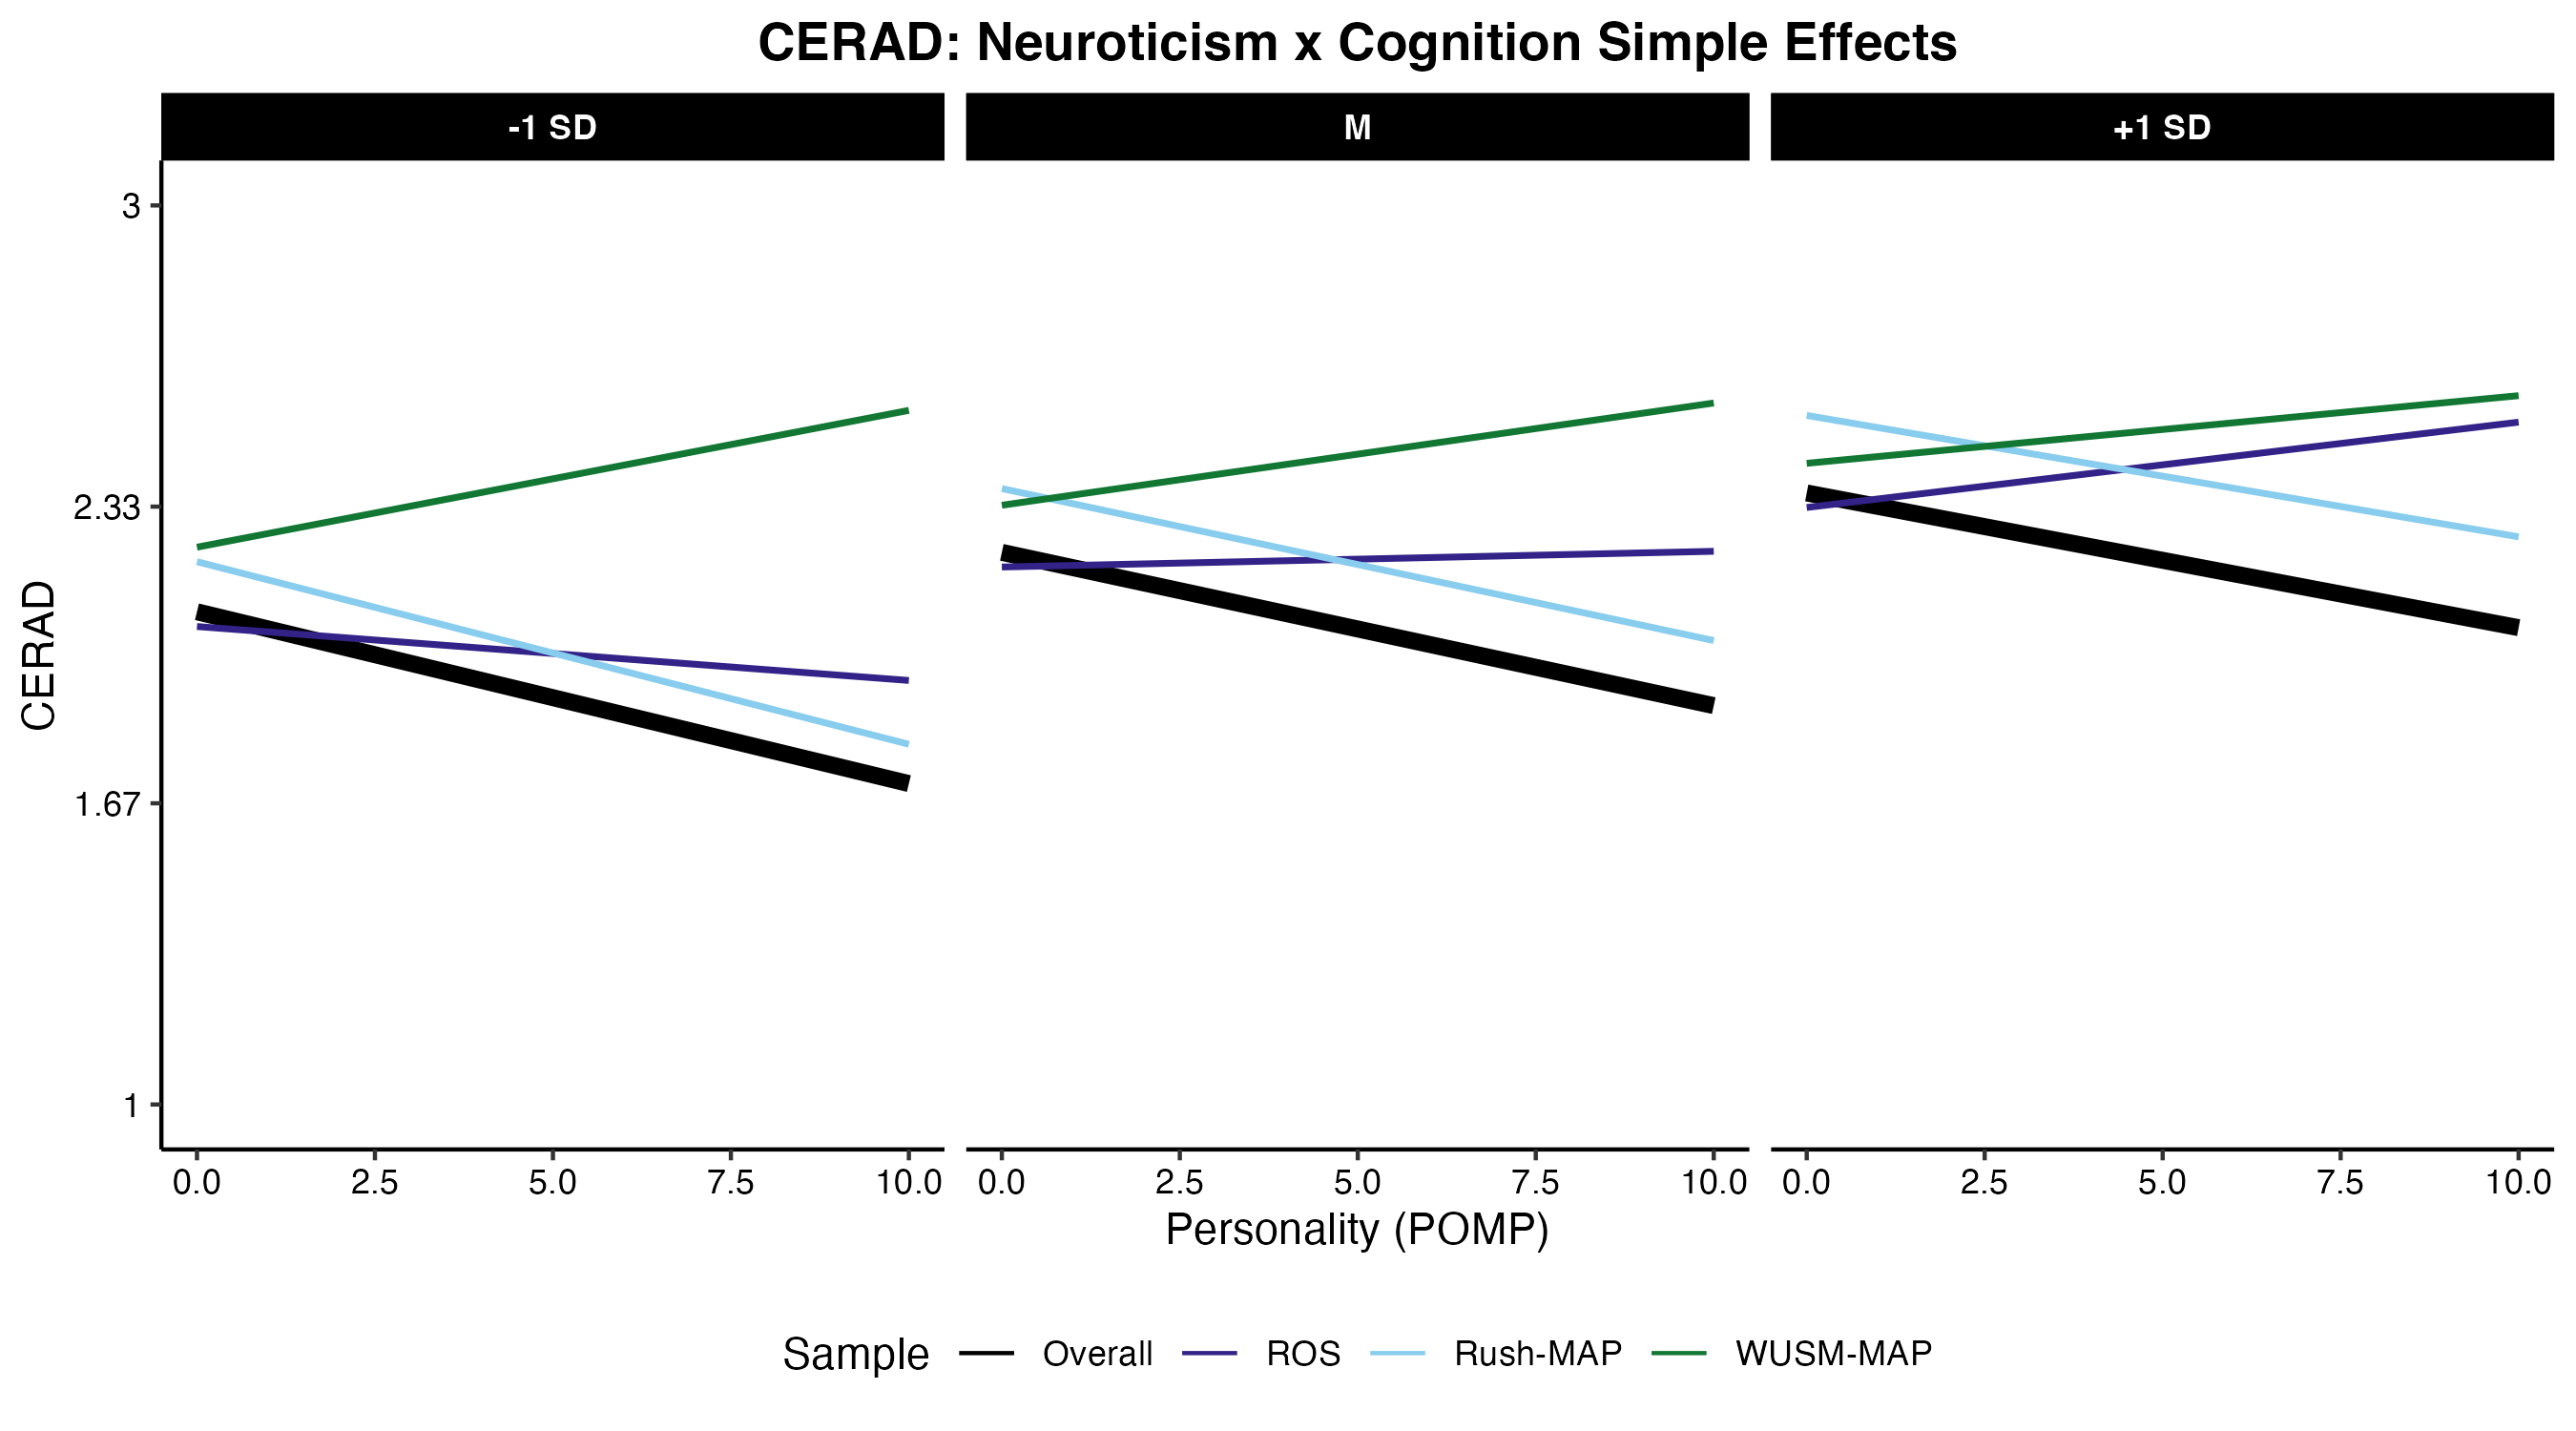 CERAD: Neuroticism x Cognition Simple Effects
-1 SD M +1 SD
3
2.33
1.67
1
CERAD
0.0 2.5 5.0 7.5 10.0 0.0 2.5 5.0 7.5 10.0 0.0 2.5 5.0 7.5 10.0
Personality (POMP)
Sample Overall ROS Rush-MAP WUSM-MAP